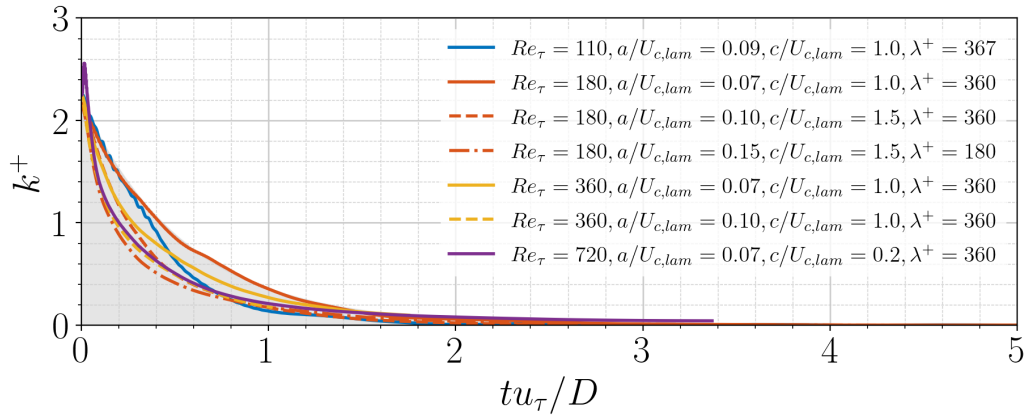 3
2
1
0
k⁺
Re_τ = 110, a/U_{c,lam} = 0.09, c/U_{c,lam} = 1.0, λ⁺ = 367
Re_τ = 180, a/U_{c,lam} = 0.07, c/U_{c,lam} = 1.0, λ⁺ = 360
Re_τ = 180, a/U_{c,lam} = 0.10, c/U_{c,lam} = 1.5, λ⁺ = 360
Re_τ = 180, a/U_{c,lam} = 0.15, c/U_{c,lam} = 1.5, λ⁺ = 180
Re_τ = 360, a/U_{c,lam} = 0.07, c/U_{c,lam} = 1.0, λ⁺ = 360
Re_τ = 360, a/U_{c,lam} = 0.10, c/U_{c,lam} = 1.0, λ⁺ = 360
Re_τ = 720, a/U_{c,lam} = 0.07, c/U_{c,lam} = 0.2, λ⁺ = 360
0 1 2 3 4 5
tu_τ/D